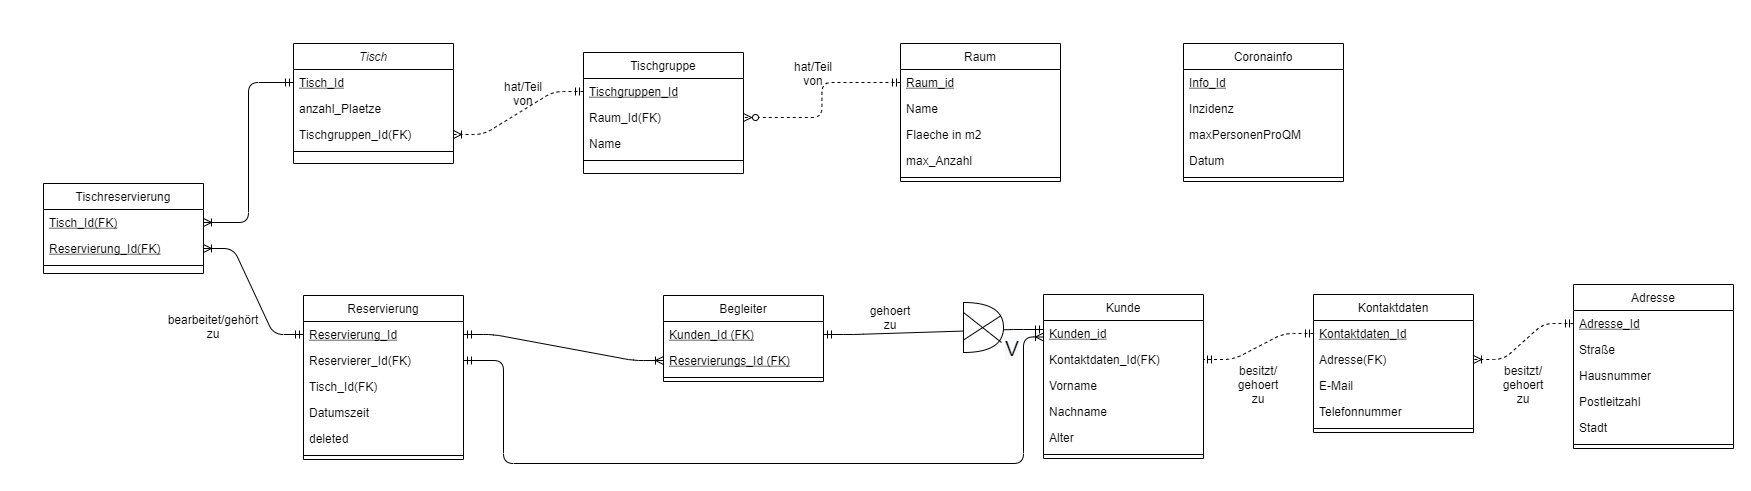 Tisch
Tisch_Id
anzahl_Plaetze
Tischgruppen_Id(FK)
hat/Teil
von
Tischgruppe
Tischgruppen_Id
Raum_Id(FK)
Name
hat/Teil
von
Raum
Raum_id
Name
Flaeche in m2
max_Anzahl
Coronainfo
Info_Id
Inzidenz
maxPersonenProQM
Datum
Tischreservierung
Tisch_Id(FK)
Reservierung_Id(FK)
bearbeitet/gehört
zu
Reservierung
Reservierung_Id
Reservierer_Id(FK)
Tisch_Id(FK)
Datumszeit
deleted
Begleiter
Kunden_Id (FK)
Reservierungs_Id (FK)
gehoert
zu
V
Kunde
Kunden_id
Kontaktdaten_Id(FK)
Vorname
Nachname
Alter
besitzt/
gehoert
zu
Kontaktdaten
Kontaktdaten_Id
Adresse(FK)
E-Mail
Telefonnummer
besitzt/
gehoert
zu
Adresse
Adresse_Id
Straße
Hausnummer
Postleitzahl
Stadt